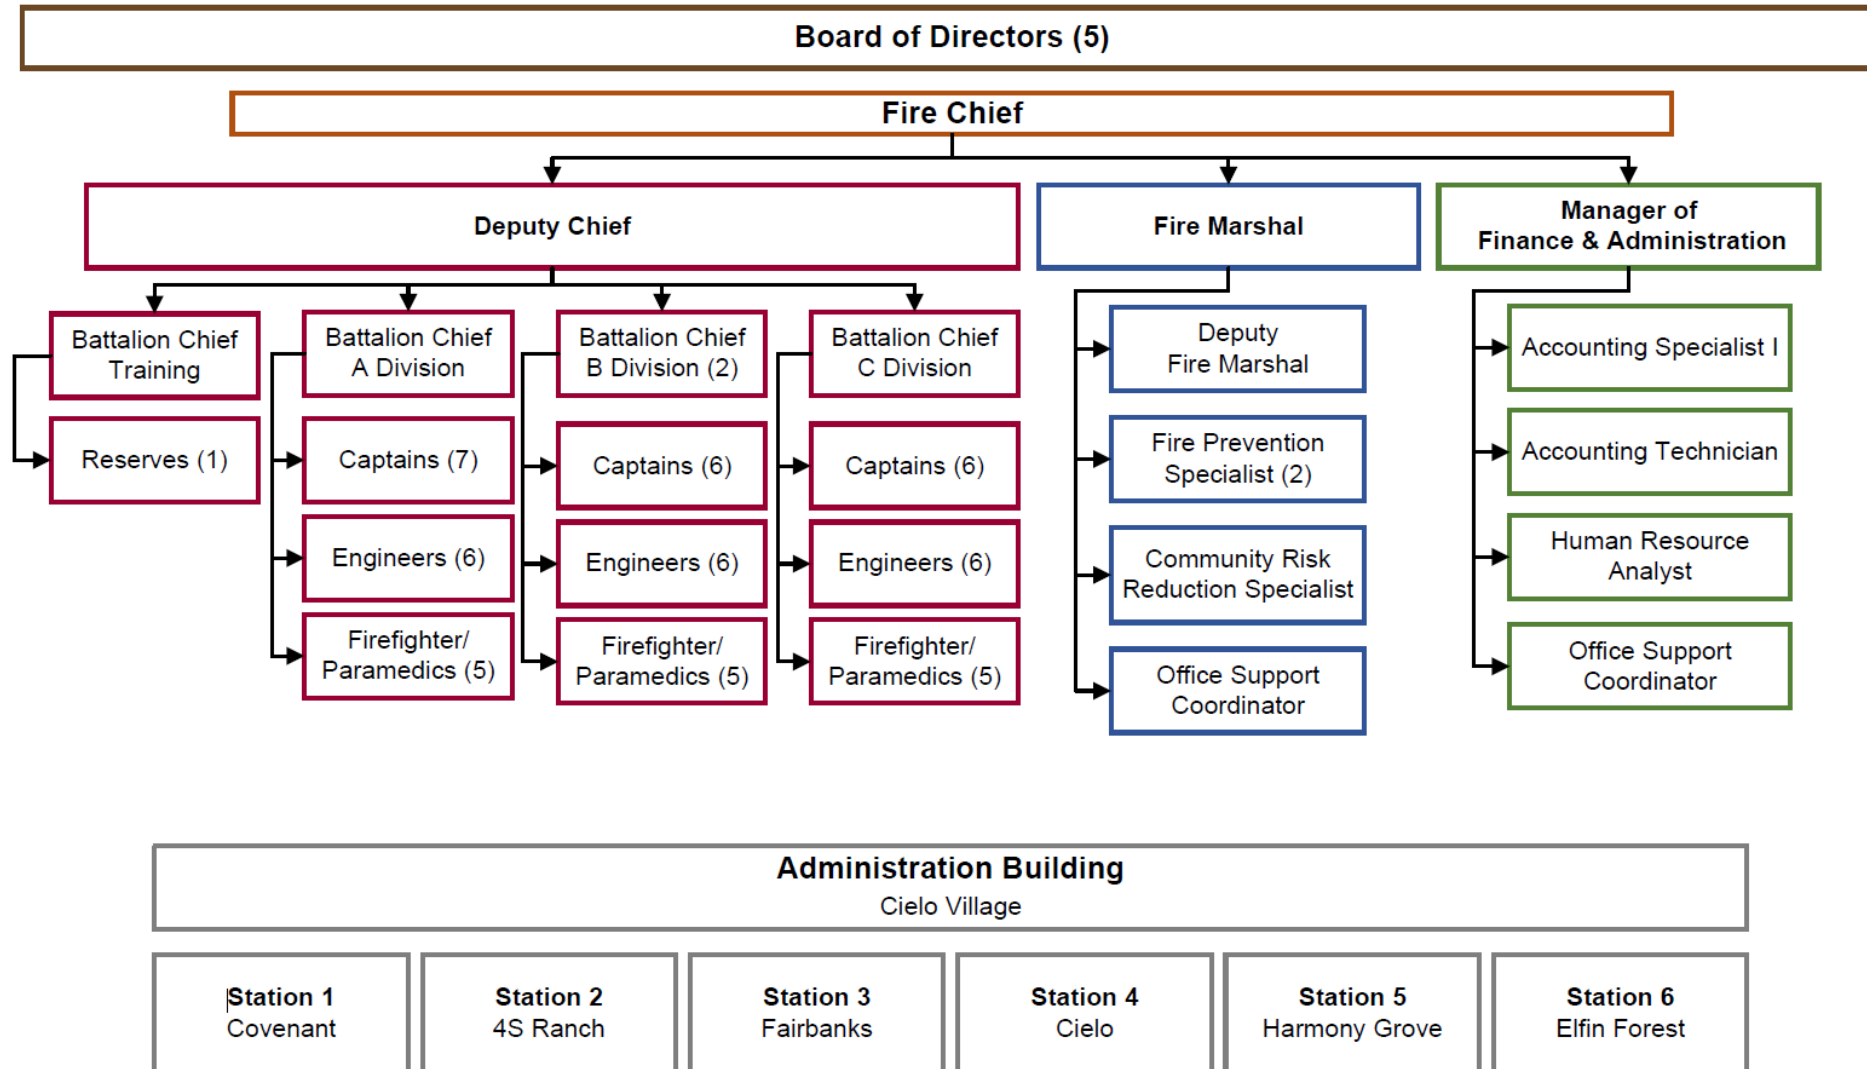 Board of Directors (5)
Fire Chief
Deputy Chief
Fire Marshal
Manager of
Finance & Administration
Battalion Chief
Training
Reserves (1)
Battalion Chief
A Division
Captains (7)
Engineers (6)
Firefighter/
Paramedics (5)
Battalion Chief
B Division (2)
Captains (6)
Engineers (6)
Firefighter/
Paramedics (5)
Battalion Chief
C Division
Captains (6)
Engineers (6)
Firefighter/
Paramedics (5)
Deputy
Fire Marshal
Fire Prevention
Specialist (2)
Community Risk
Reduction Specialist
Office Support
Coordinator
Accounting Specialist I
Accounting Technician
Human Resource
Analyst
Office Support
Coordinator
Administration Building
Cielo Village
Station 1
Covenant
Station 2
4S Ranch
Station 3
Fairbanks
Station 4
Cielo
Station 5
Harmony Grove
Station 6
Elfin Forest